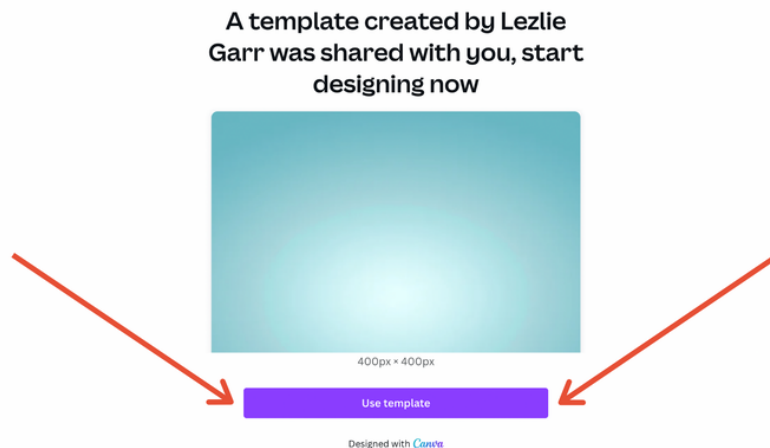 A template created by Lezlie
Garr was shared with you, start
designing now
400px × 400px
Use template
Designed with Canva